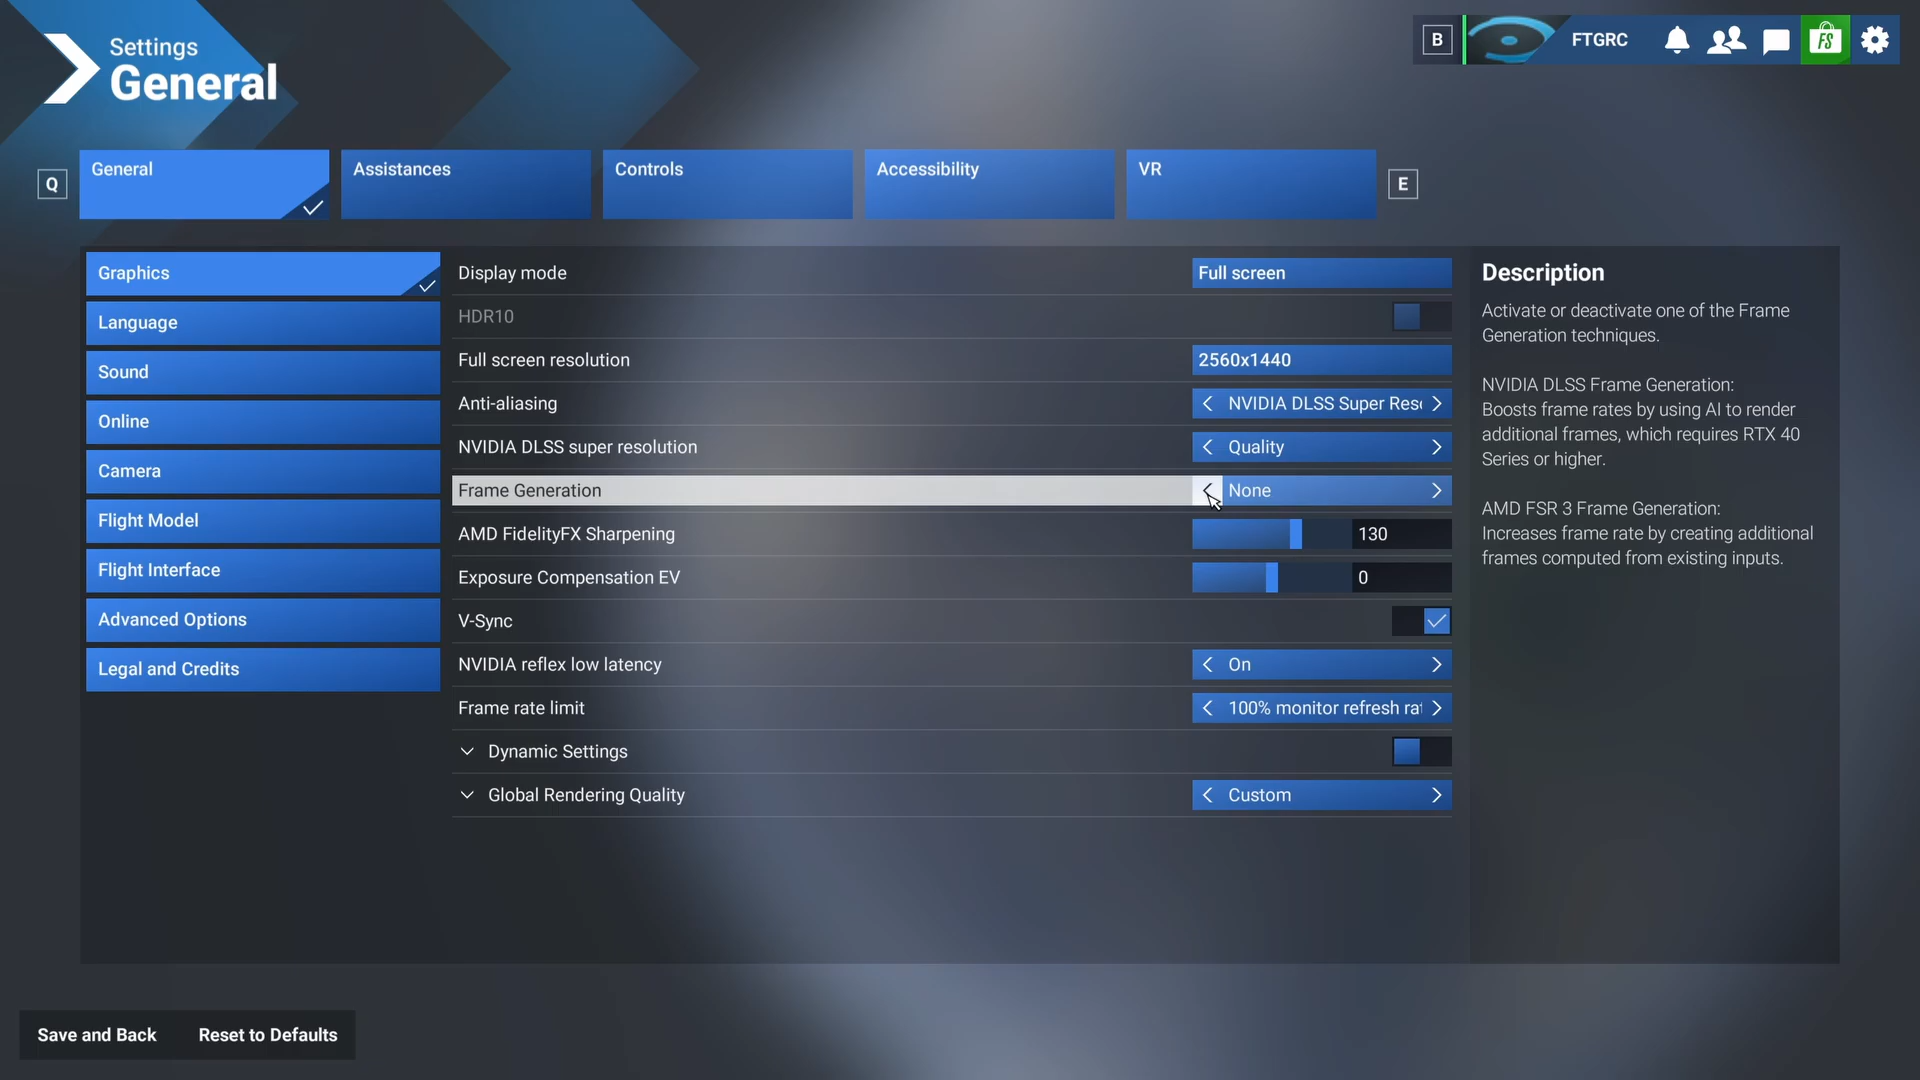 Settings
General
B
FTGRC
FS
Q
General
Assistances
Controls
Accessibility
VR
E
Graphics
Language
Sound
Online
Camera
Flight Model
Flight Interface
Advanced Options
Legal and Credits
Display mode
Full screen
HDR10
Full screen resolution
2560x1440
Anti-aliasing
NVIDIA DLSS Super Res
NVIDIA DLSS super resolution
Quality
Frame Generation
None
AMD FidelityFX Sharpening
130
Exposure Compensation EV
0
V-Sync
NVIDIA reflex low latency
On
Frame rate limit
100% monitor refresh ra
Dynamic Settings
Global Rendering Quality
Custom
Description
Activate or deactivate one of the Frame
Generation techniques.
NVIDIA DLSS Frame Generation:
Boosts frame rates by using AI to render
additional frames, which requires RTX 40
Series or higher.
AMD FSR 3 Frame Generation:
Increases frame rate by creating additional
frames computed from existing inputs.
Save and Back
Reset to Defaults